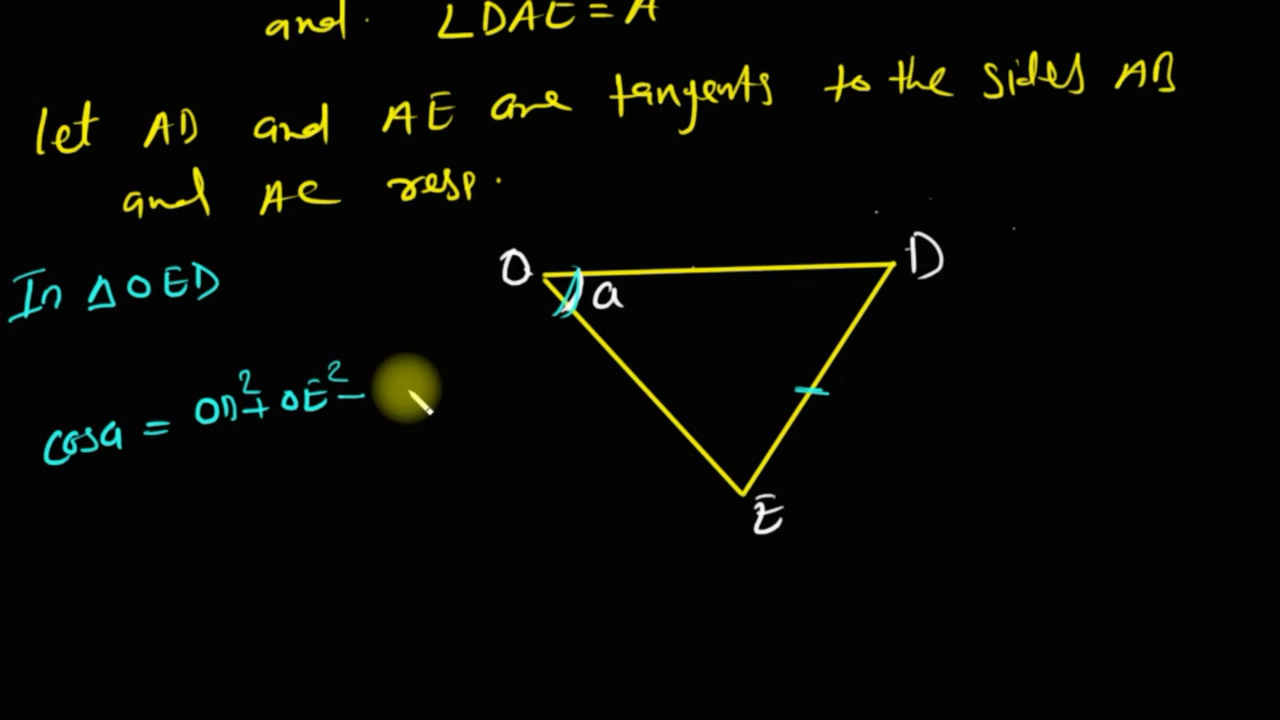 and. ∠DAE = A
let AD and AE are tangents to the sides AB
and AC resp.
In △OED
cosa = OD² + OE² –
O
a
D
E